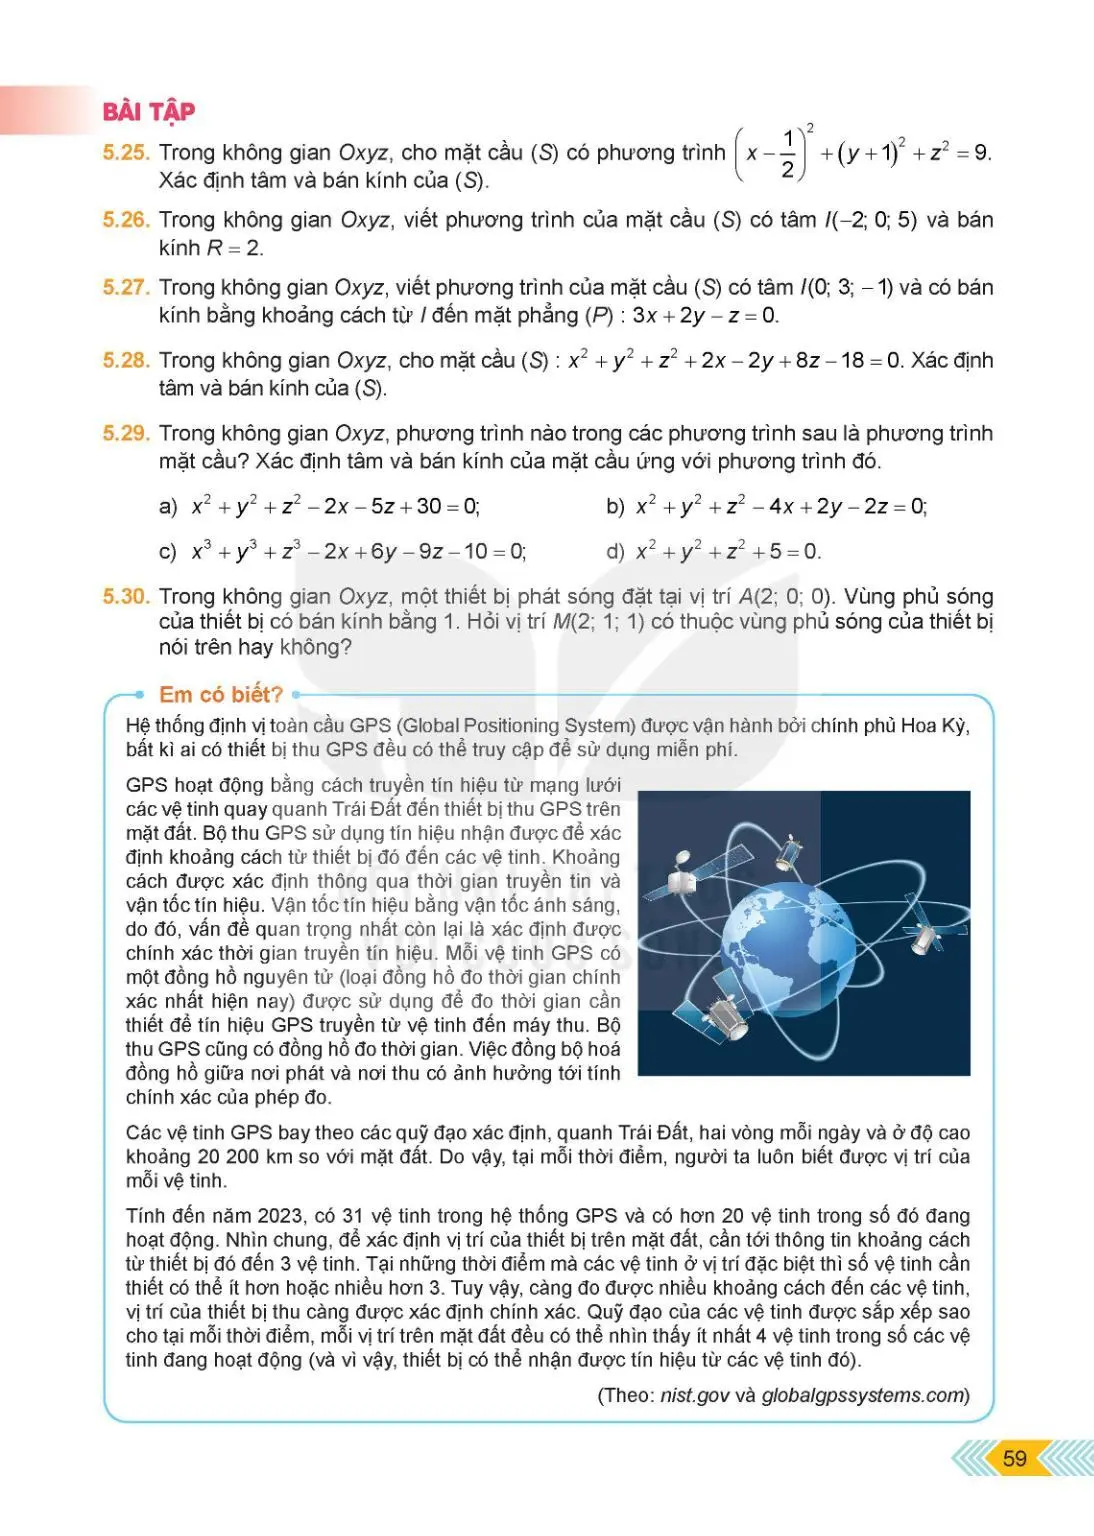 BÀI TẬP
5.25. Trong không gian Oxyz, cho mặt cầu (S) có phương trình (x − 1/2)² + (y + 1)² + z² = 9.
Xác định tâm và bán kính của (S).
5.26. Trong không gian Oxyz, viết phương trình của mặt cầu (S) có tâm I(−2; 0; 5) và bán
kính R = 2.
5.27. Trong không gian Oxyz, viết phương trình của mặt cầu (S) có tâm I(0; 3; −1) và có bán
kính bằng khoảng cách từ I đến mặt phẳng (P) : 3x + 2y − z = 0.
5.28. Trong không gian Oxyz, cho mặt cầu (S) : x² + y² + z² + 2x − 2y + 8z − 18 = 0. Xác định
tâm và bán kính của (S).
5.29. Trong không gian Oxyz, phương trình nào trong các phương trình sau là phương trình
mặt cầu? Xác định tâm và bán kính của mặt cầu ứng với phương trình đó.
a) x² + y² + z² − 2x − 5z + 30 = 0; b) x² + y² + z² − 4x + 2y − 2z = 0;
c) x³ + y³ + z³ − 2x + 6y − 9z − 10 = 0; d) x² + y² + z² + 5 = 0.
5.30. Trong không gian Oxyz, một thiết bị phát sóng đặt tại vị trí A(2; 0; 0). Vùng phủ sóng
của thiết bị có bán kính bằng 1. Hỏi vị trí M(2; 1; 1) có thuộc vùng phủ sóng của thiết bị
nói trên hay không?
Em có biết?
Hệ thống định vị toàn cầu GPS (Global Positioning System) được vận hành bởi chính phủ Hoa Kỳ,
bất kì ai có thiết bị thu GPS đều có thể truy cập để sử dụng miễn phí.
GPS hoạt động bằng cách truyền tín hiệu từ mạng lưới
các vệ tinh quay quanh Trái Đất đến thiết bị thu GPS trên
mặt đất. Bộ thu GPS sử dụng tín hiệu nhận được để xác
định khoảng cách từ thiết bị đó đến các vệ tinh. Khoảng
cách được xác định thông qua thời gian truyền tin và
vận tốc tín hiệu. Vận tốc tín hiệu bằng vận tốc ánh sáng,
do đó, vấn đề quan trọng nhất còn lại là xác định được
chính xác thời gian truyền tín hiệu. Mỗi vệ tinh GPS có
một đồng hồ nguyên tử (loại đồng hồ đo thời gian chính
xác nhất hiện nay) được sử dụng để đo thời gian cần
thiết để tín hiệu GPS truyền từ vệ tinh đến máy thu. Bộ
thu GPS cũng có đồng hồ đo thời gian. Việc đồng bộ hoá
đồng hồ giữa nơi phát và nơi thu có ảnh hưởng tới tính
chính xác của phép đo.
Các vệ tinh GPS bay theo các quỹ đạo xác định, quanh Trái Đất, hai vòng mỗi ngày và ở độ cao
khoảng 20 200 km so với mặt đất. Do vậy, tại mỗi thời điểm, người ta luôn biết được vị trí của
mỗi vệ tinh.
Tính đến năm 2023, có 31 vệ tinh trong hệ thống GPS và có hơn 20 vệ tinh trong số đó đang
hoạt động. Nhìn chung, để xác định vị trí của thiết bị trên mặt đất, cần tới thông tin khoảng cách
từ thiết bị đó đến 3 vệ tinh. Tại những thời điểm mà các vệ tinh ở vị trí đặc biệt thì số vệ tinh cần
thiết có thể ít hơn hoặc nhiều hơn 3. Tuy vậy, càng đo được nhiều khoảng cách đến các vệ tinh,
vị trí của thiết bị thu càng được xác định chính xác. Quỹ đạo của các vệ tinh được sắp xếp sao
cho tại mỗi thời điểm, mỗi vị trí trên mặt đất đều có thể nhìn thấy ít nhất 4 vệ tinh trong số các vệ
tinh đang hoạt động (và vì vậy, thiết bị có thể nhận được tín hiệu từ các vệ tinh đó).
(Theo: nist.gov và globalgpssystems.com)
59